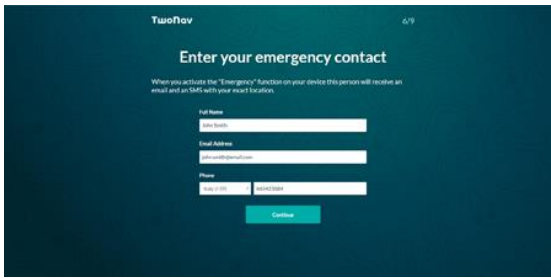 TwoNav
6/9
Enter your emergency contact
When you activate the "Emergency" function on your device this person will receive an
email and an SMS with your exact location.
Full Name
John Smith
Email Address
johnsmith@email.com
Phone
Continue